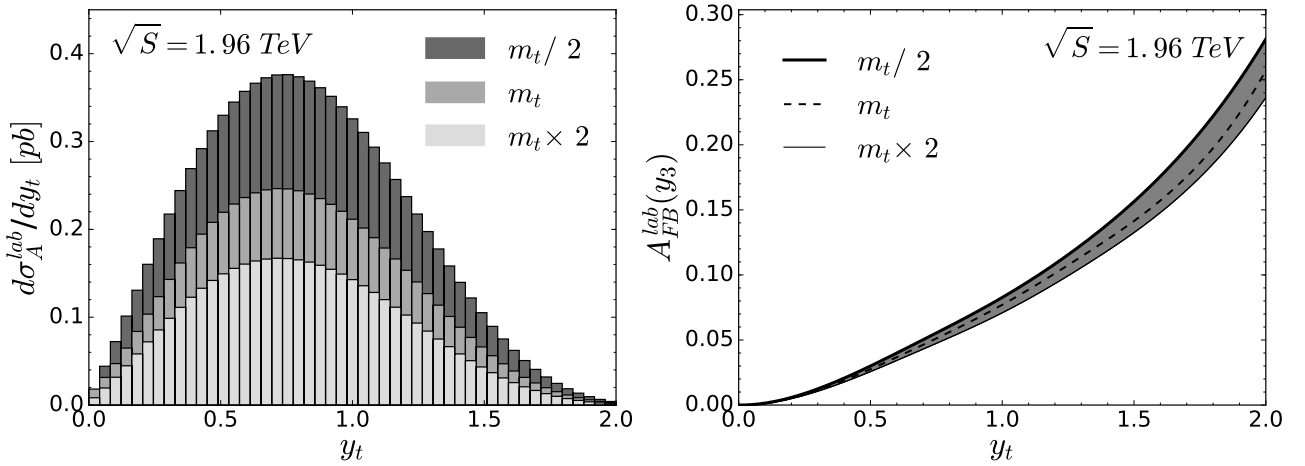 √S = 1.96 TeV
m_t / 2
m_t
m_t × 2
dσ_A^{lab}/dy_t [pb]
0.4
0.3
0.2
0.1
0.0
0.0 0.5 1.0 1.5 2.0
y_t
√S = 1.96 TeV
m_t / 2
m_t
m_t × 2
A_{FB}^{lab}(y_3)
0.30
0.25
0.20
0.15
0.10
0.05
0.00
0.0 0.5 1.0 1.5 2.0
y_t